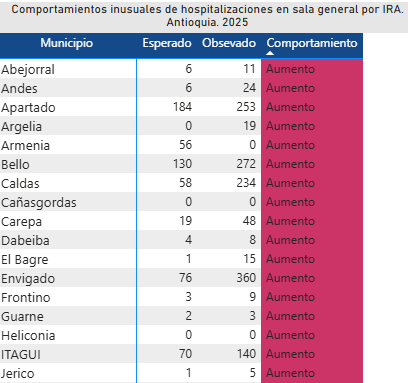 Comportamientos inusuales de hospitalizaciones en sala general por IRA.
Antioquia. 2025
Municipio Esperado Obsevado Comportamiento
Abejorral 6 11 Aumento
Andes 6 24 Aumento
Apartado 184 253 Aumento
Argelia 0 19 Aumento
Armenia 56 0 Aumento
Bello 130 272 Aumento
Caldas 58 234 Aumento
Cañasgordas 0 0 Aumento
Carepa 19 48 Aumento
Dabeiba 4 8 Aumento
El Bagre 1 15 Aumento
Envigado 76 360 Aumento
Frontino 3 9 Aumento
Guarne 2 3 Aumento
Heliconia 0 0 Aumento
ITAGUI 70 140 Aumento
Jerico 1 5 Aumento